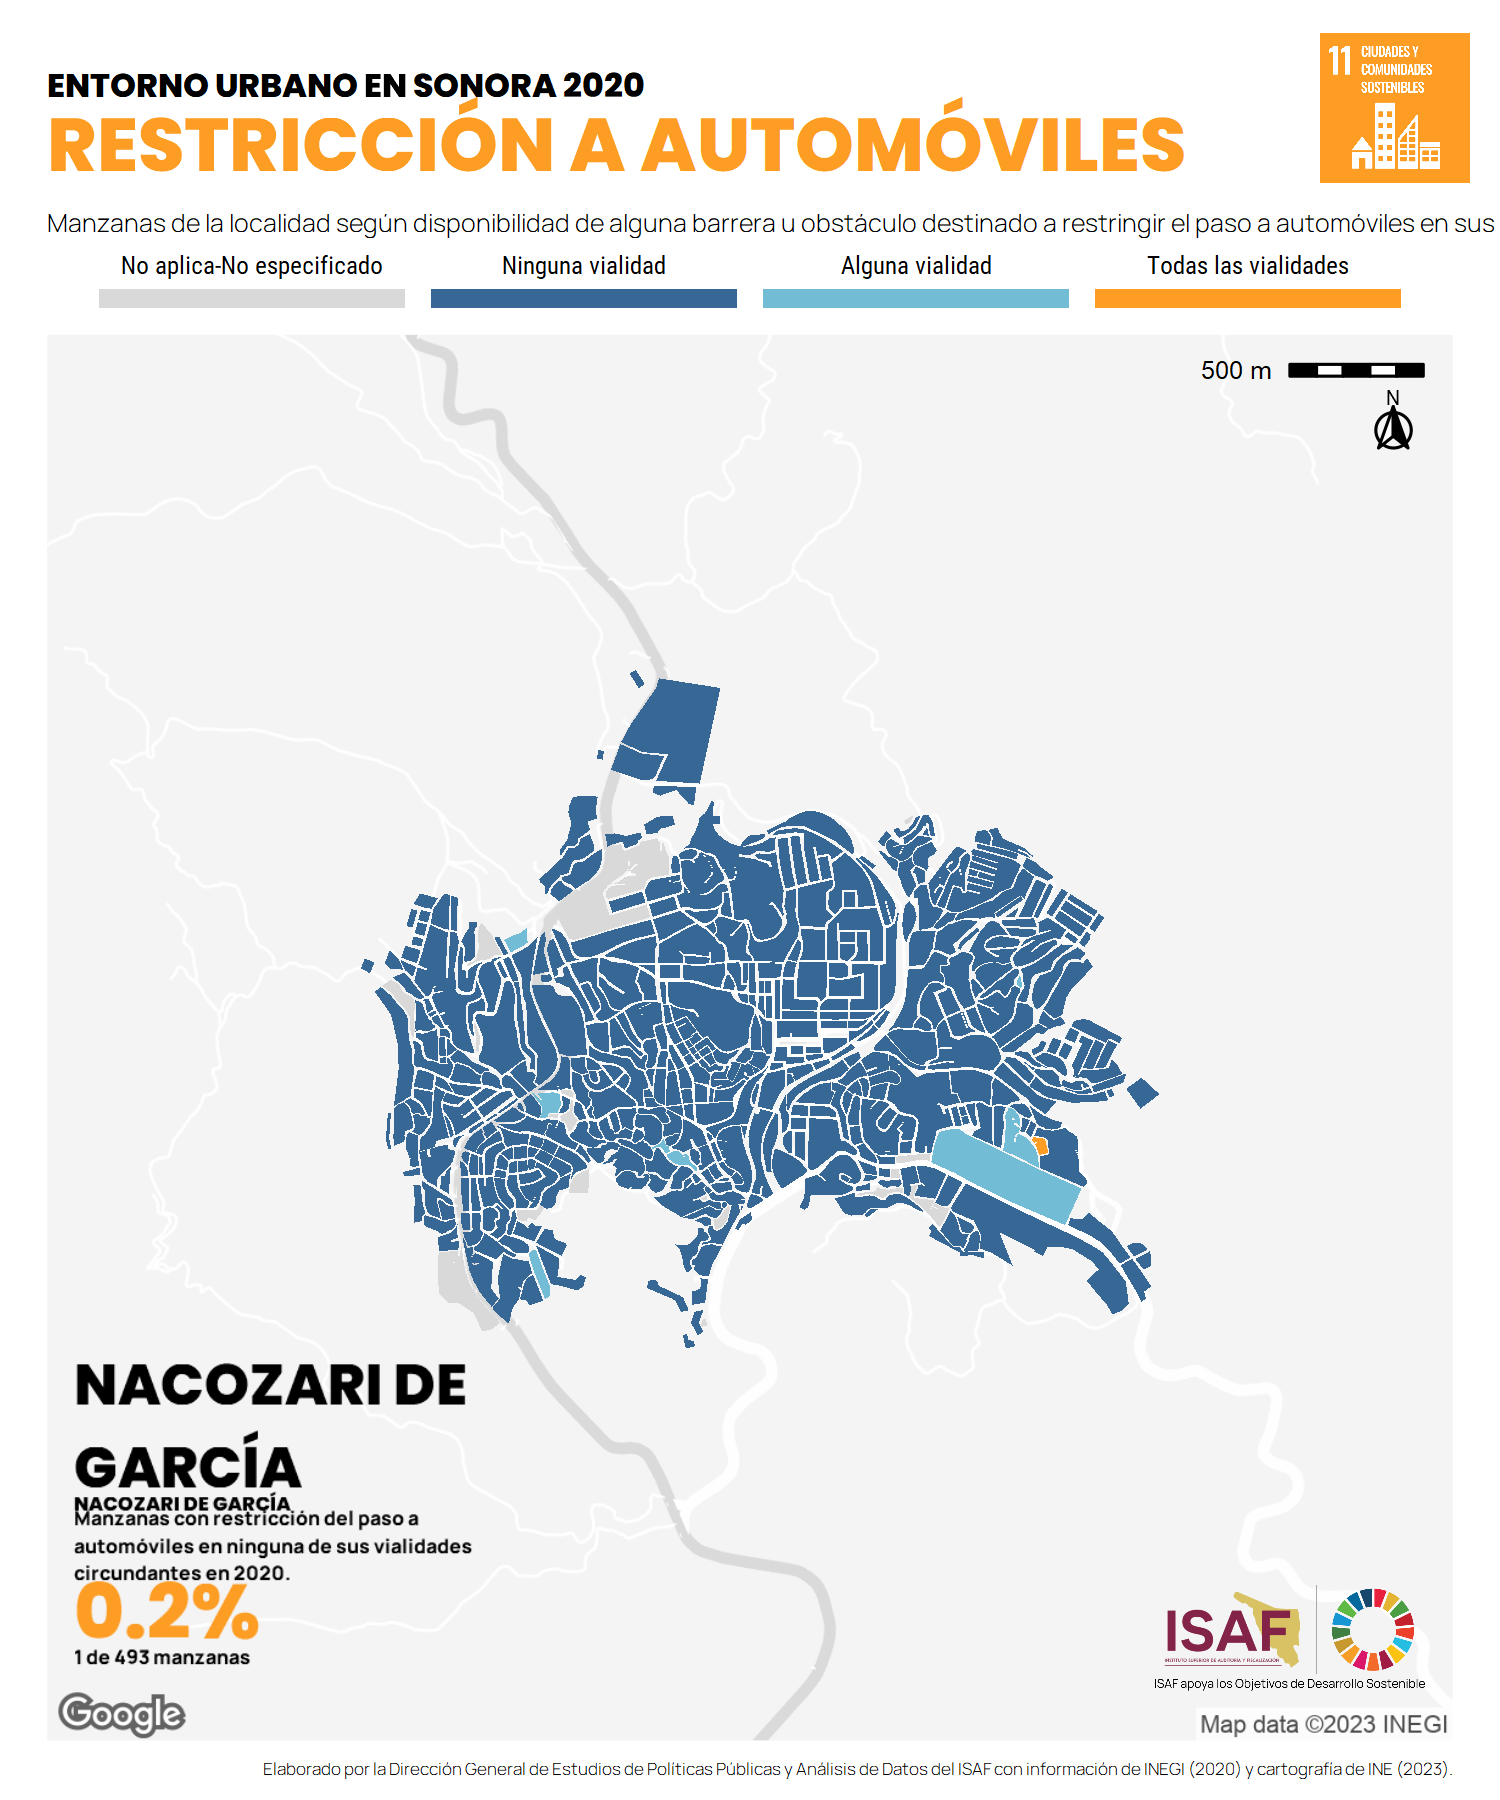 ENTORNO URBANO EN SONORA 2020
RESTRICCIÓN A AUTOMÓVILES
11 CIUDADES Y
COMUNIDADES
SOSTENIBLES
Manzanas de la localidad según disponibilidad de alguna barrera u obstáculo destinado a restringir el paso a automóviles en sus
No aplica-No especificado
Ninguna vialidad
Alguna vialidad
Todas las vialidades
500 m
N
NACOZARI DE
GARCÍA
NACOZARI DE GARCÍA
Manzanas con restricción del paso a
automóviles en ninguna de sus vialidades
circundantes en 2020.
0.2%
1 de 493 manzanas
ISAF
INSTITUTO SUPERIOR DE AUDITORÍA Y FISCALIZACIÓN
ISAF apoya los Objetivos de Desarrollo Sostenible
Google
Map data ©2023 INEGI
Elaborado por la Dirección General de Estudios de Políticas Públicas y Análisis de Datos del ISAF con información de INEGI (2020) y cartografía de INE (2023).